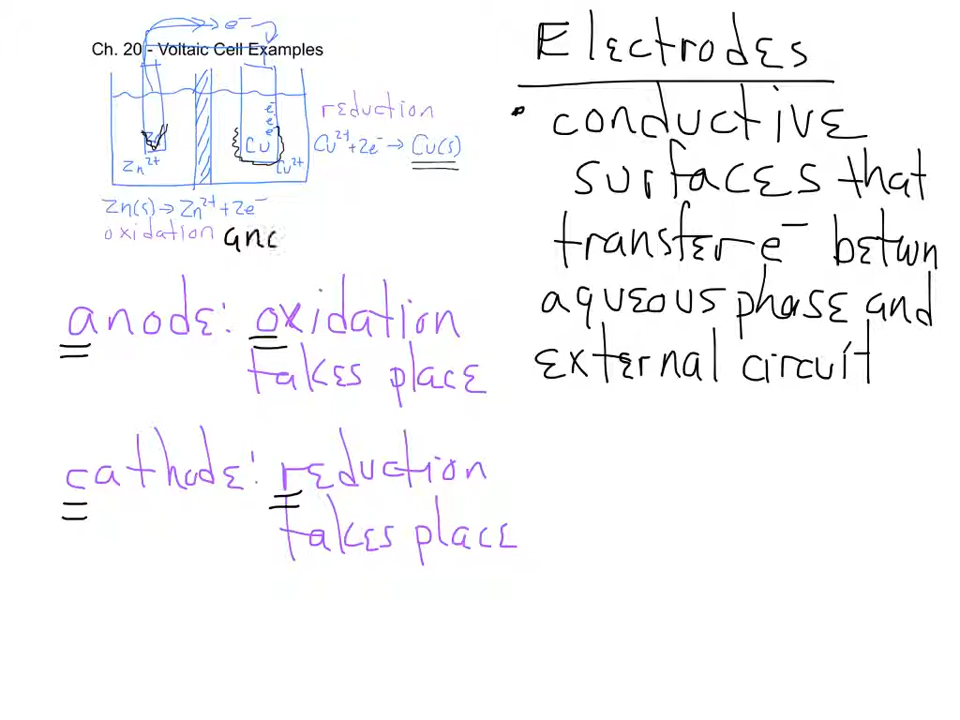 e⁻
Ch. 20 - Voltaic Cell Examples
e⁻
e⁻
e⁻
Zn²⁺
Cu
Cu²⁺
reduction
Cu²⁺+2e⁻→Cu(s)
Zn(s)→Zn²⁺+2e⁻
oxidation ano
anode: oxidation
takes place
cathode: reduction
takes place
Electrodes
• conductive
surfaces that
transfer e⁻ betwn
aqueous phase and
external circuit